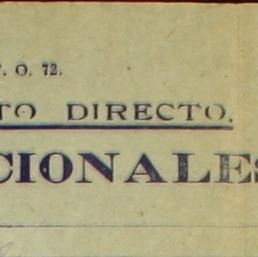 . O. 72.
TO DIRECTO.
CIONALES